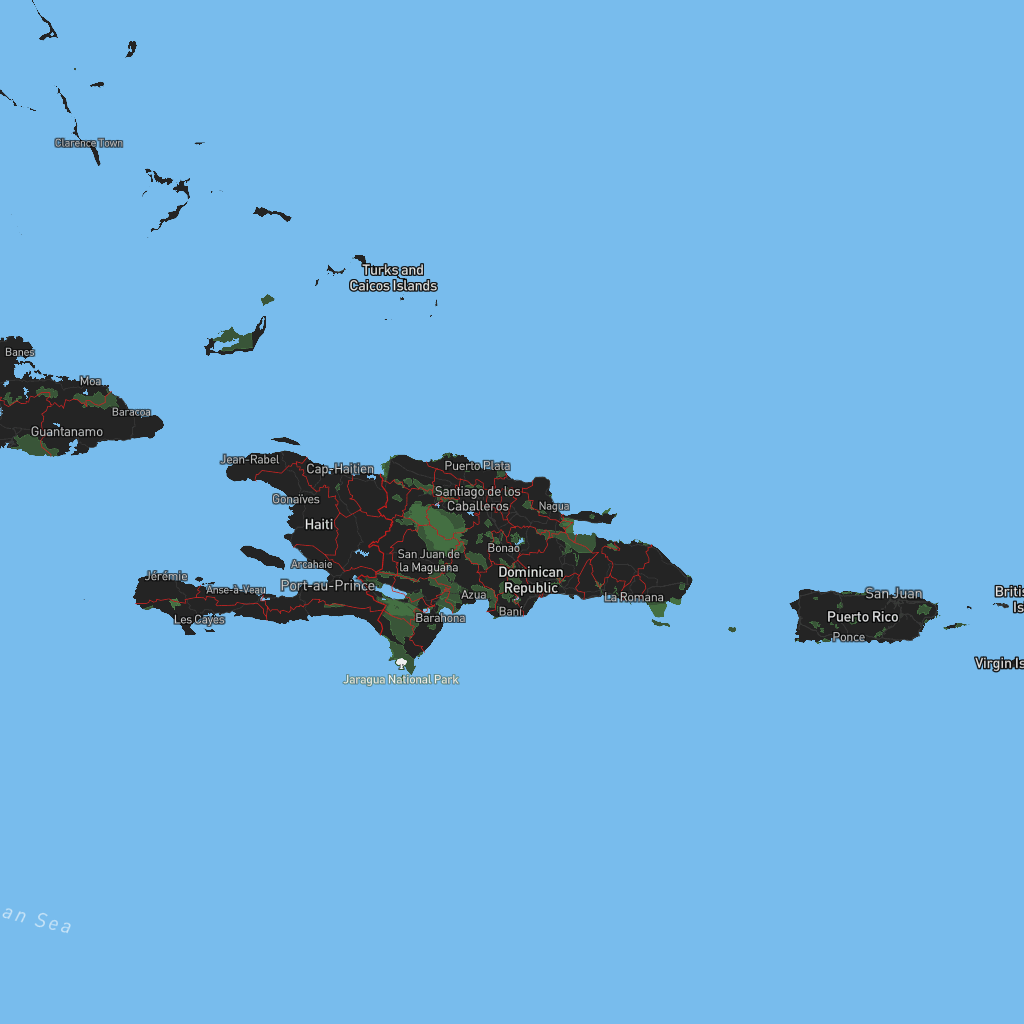 Clarence Town
Turks and
Caicos Islands
Banes
Moa
Baracoa
Guantanamo
Jean-Rabel
Cap-Haïtien
Puerto Plata
Gonaïves
Santiago de los
Caballeros
Nagua
Haiti
Bonao
San Juan de
la Maguana
Arcahaie
Jérémie
Anse-à-Veau
Port-au-Prince
Dominican
Republic
Azua
La Romana
San Juan
Britis
Is
Les Cayes
Barahona
Baní
Puerto Rico
Ponce
Virgin Is
Jaragua National Park
an Sea